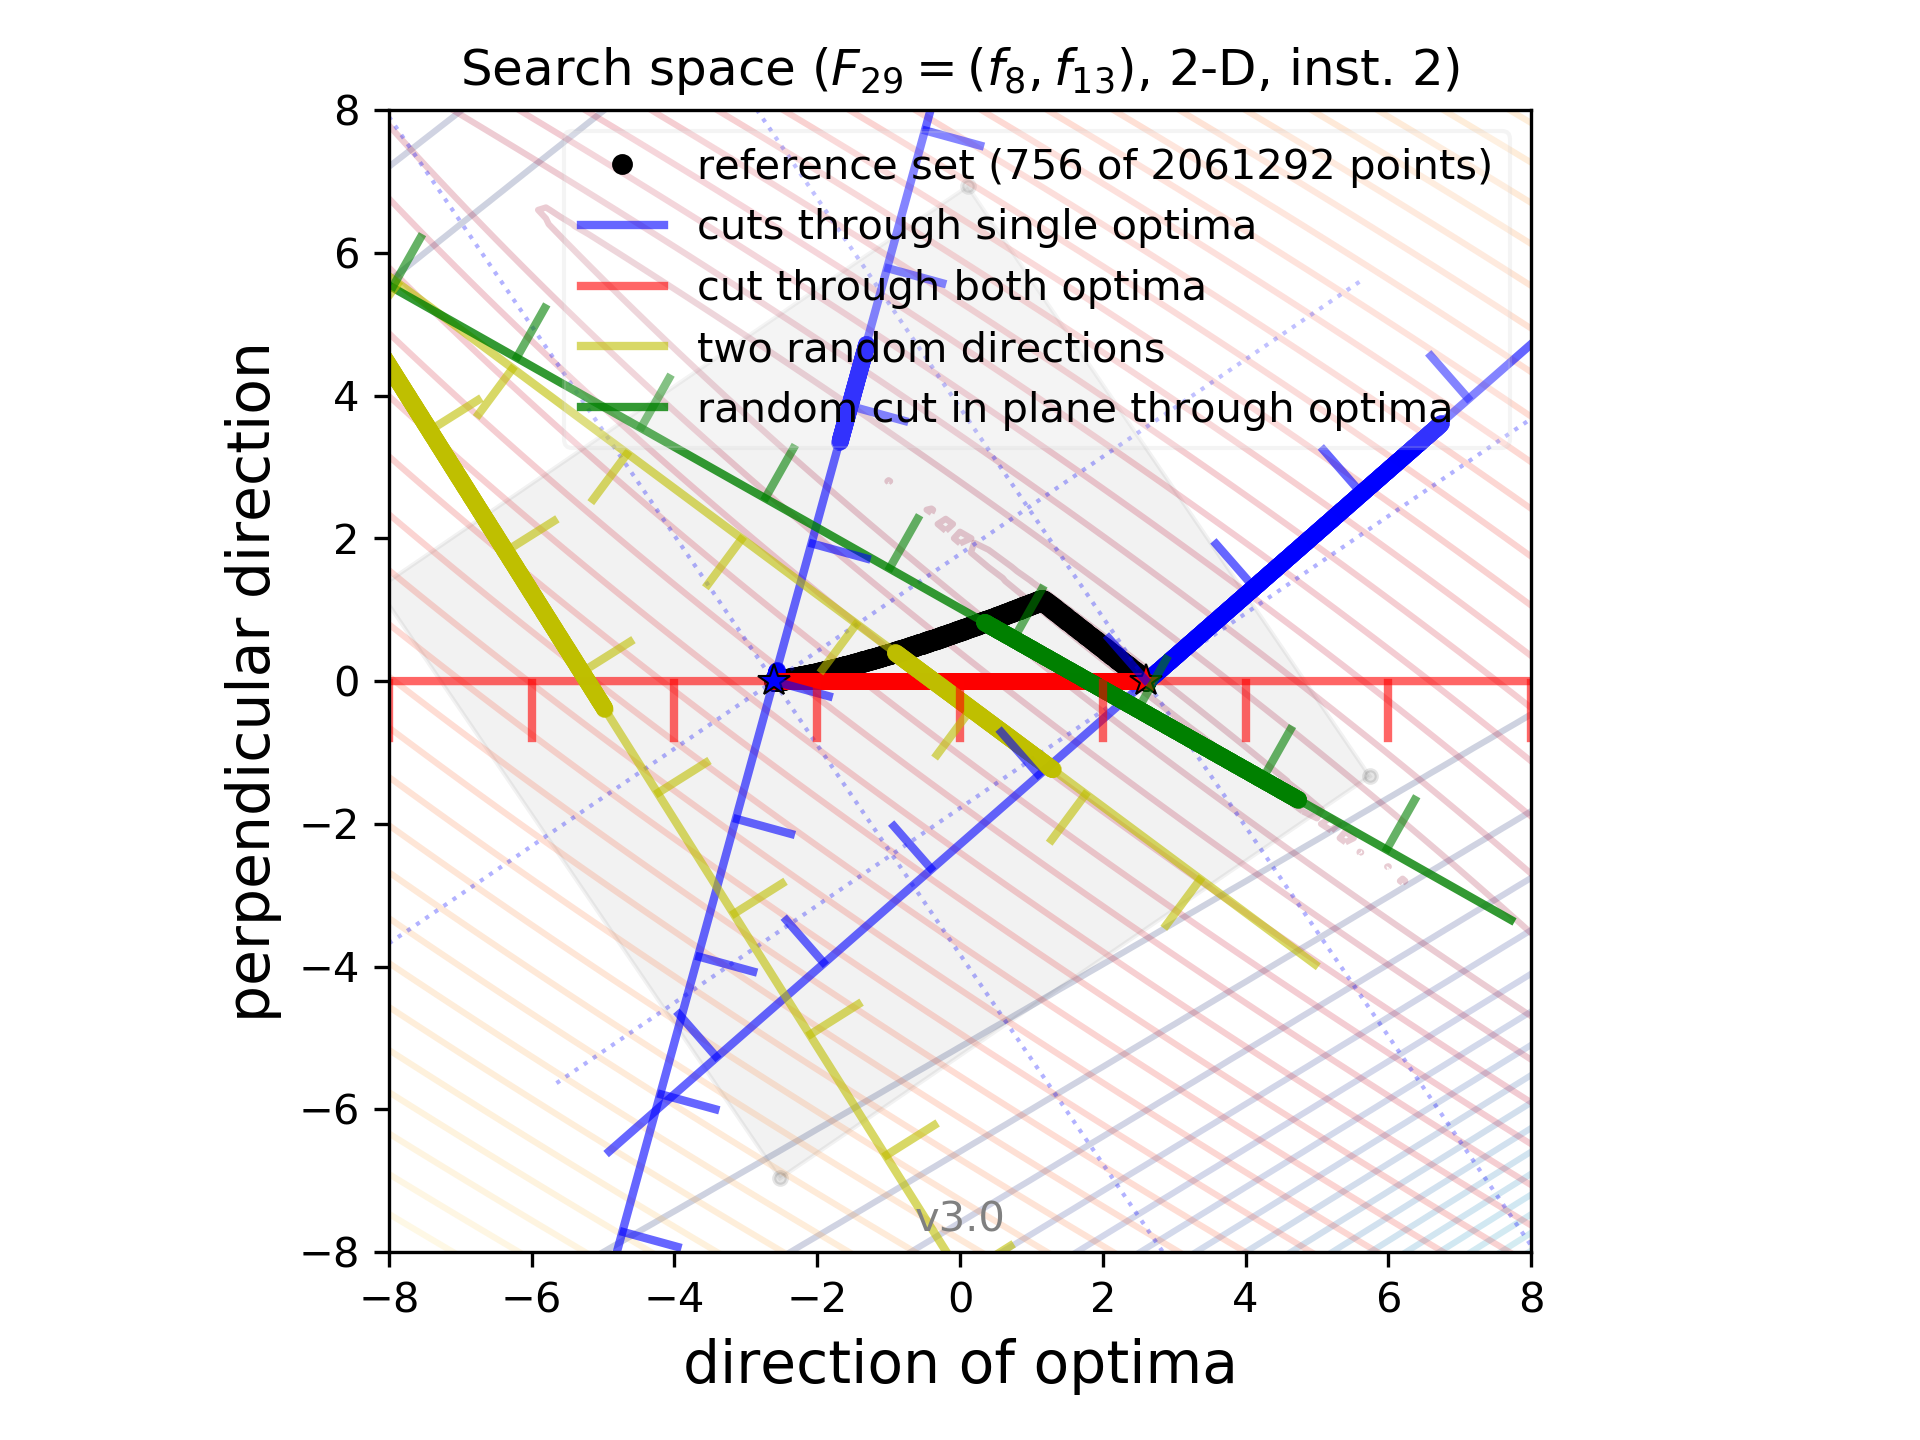 Search space (F₂₉ = (f₈, f₁₃), 2-D, inst. 2)
reference set (756 of 2061292 points)
cuts through single optima
cut through both optima
two random directions
random cut in plane through optima
perpendicular direction
8
6
4
2
0
−2
−4
−6
−8
v3.0
−8 −6 −4 −2 0 2 4 6 8
direction of optima